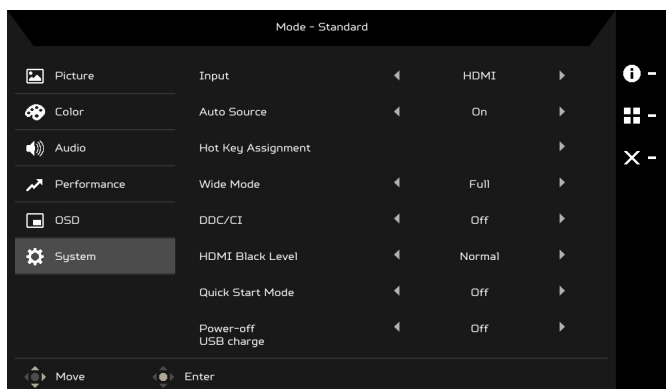 Mode - Standard
Picture Input HDMI
Color Auto Source On
Audio Hot Key Assignment
Performance Wide Mode Full
OSD DDC/CI Off
System HDMI Black Level Normal
Quick Start Mode Off
Power-off Off
USB charge
Move Enter